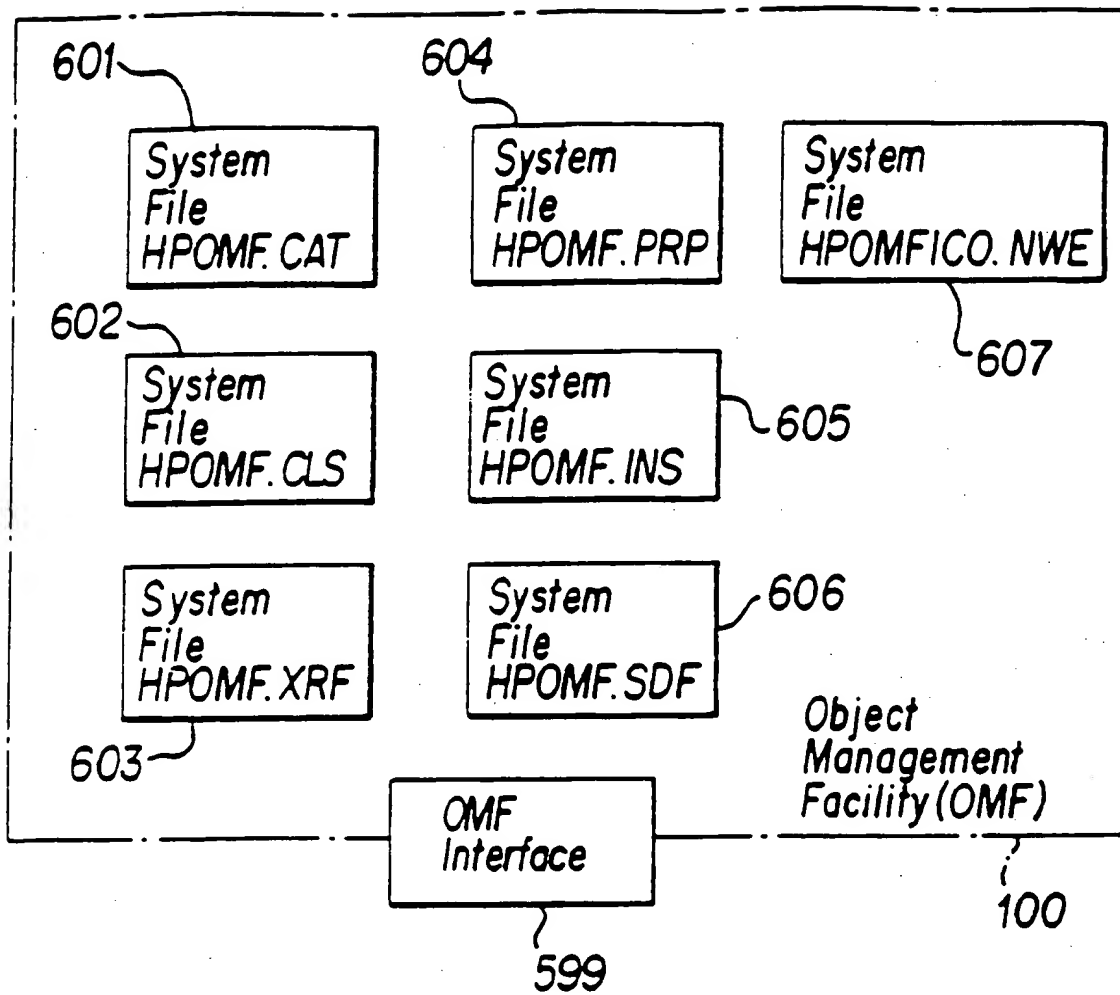 601
System
File
HPOMF.CAT
604
System
File
HPOMF.PRP
System
File
HPOMFICO.NWE
607
602
System
File
HPOMF.CLS
System
File
HPOMF.INS
605
System
File
HPOMF.XRF
603
System
File
HPOMF.SDF
606
Object
Management
Facility (OMF)
100
OMF
Interface
599